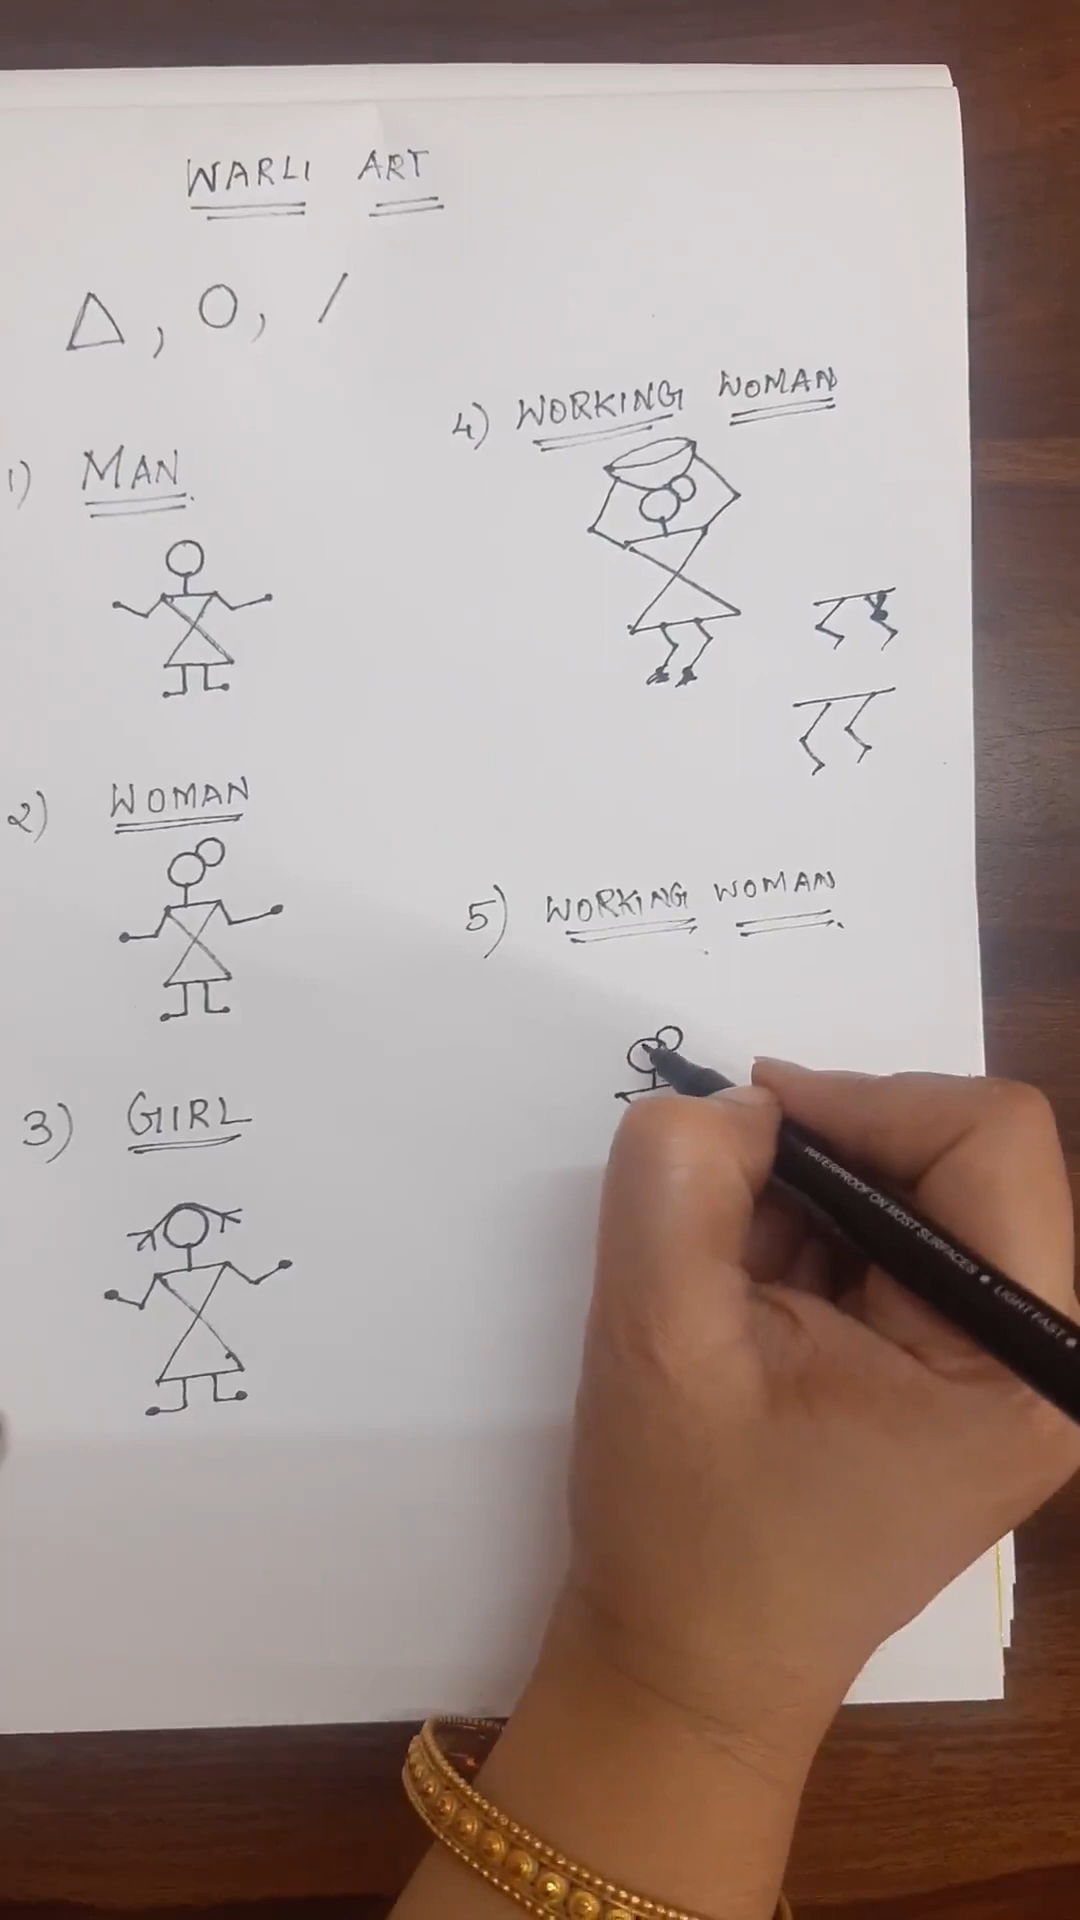 WARLI ART
△, O, /
1) MAN.
2) WOMAN
3) GIRL
4) WORKING WOMAN
5) WORKING WOMAN.
WATERPROOF ON MOST SURFACES • LIGHT FAST •